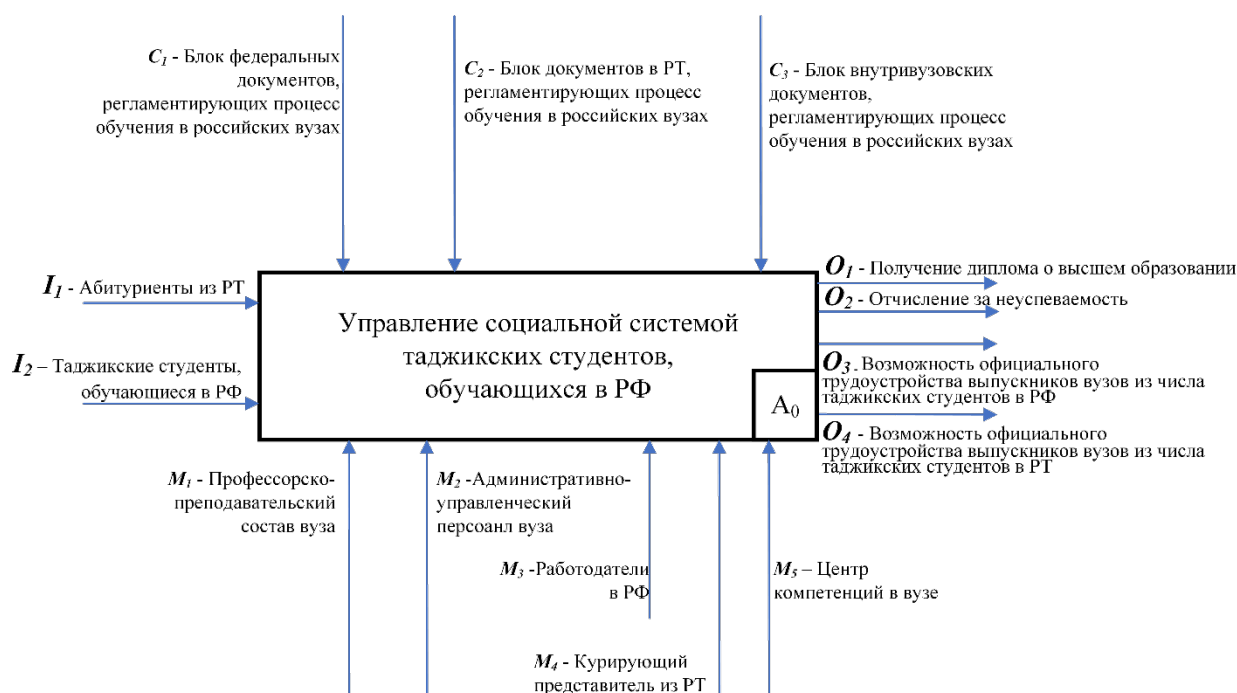 C₁ - Блок федеральных
документов,
регламентирующих процесс
обучения в российских вузах
C₂ - Блок документов в РТ,
регламентирующих процесс
обучения в российских вузах
C₃ - Блок внутривузовских
документов,
регламентирующих процесс
обучения в российских вузах
I₁ - Абитуриенты из РТ
I₂ – Таджикские студенты,
обучающиеся в РФ
Управление социальной системой
таджикских студентов,
обучающихся в РФ
A₀
O₁ - Получение диплома о высшем образовании
O₂ - Отчисление за неуспеваемость
O₃ - Возможность официального
трудоустройства выпускников вузов из числа
таджикских студентов в РФ
O₄ - Возможность официального
трудоустройства выпускников вузов из числа
таджикских студентов в РТ
M₁ - Профессорско-
преподавательский
состав вуза
M₂ -Административно-
управленческий
персоанл вуза
M₃ -Работодатели
в РФ
M₄ - Курирующий
представитель из РТ
M₅ – Центр
компетенций в вузе